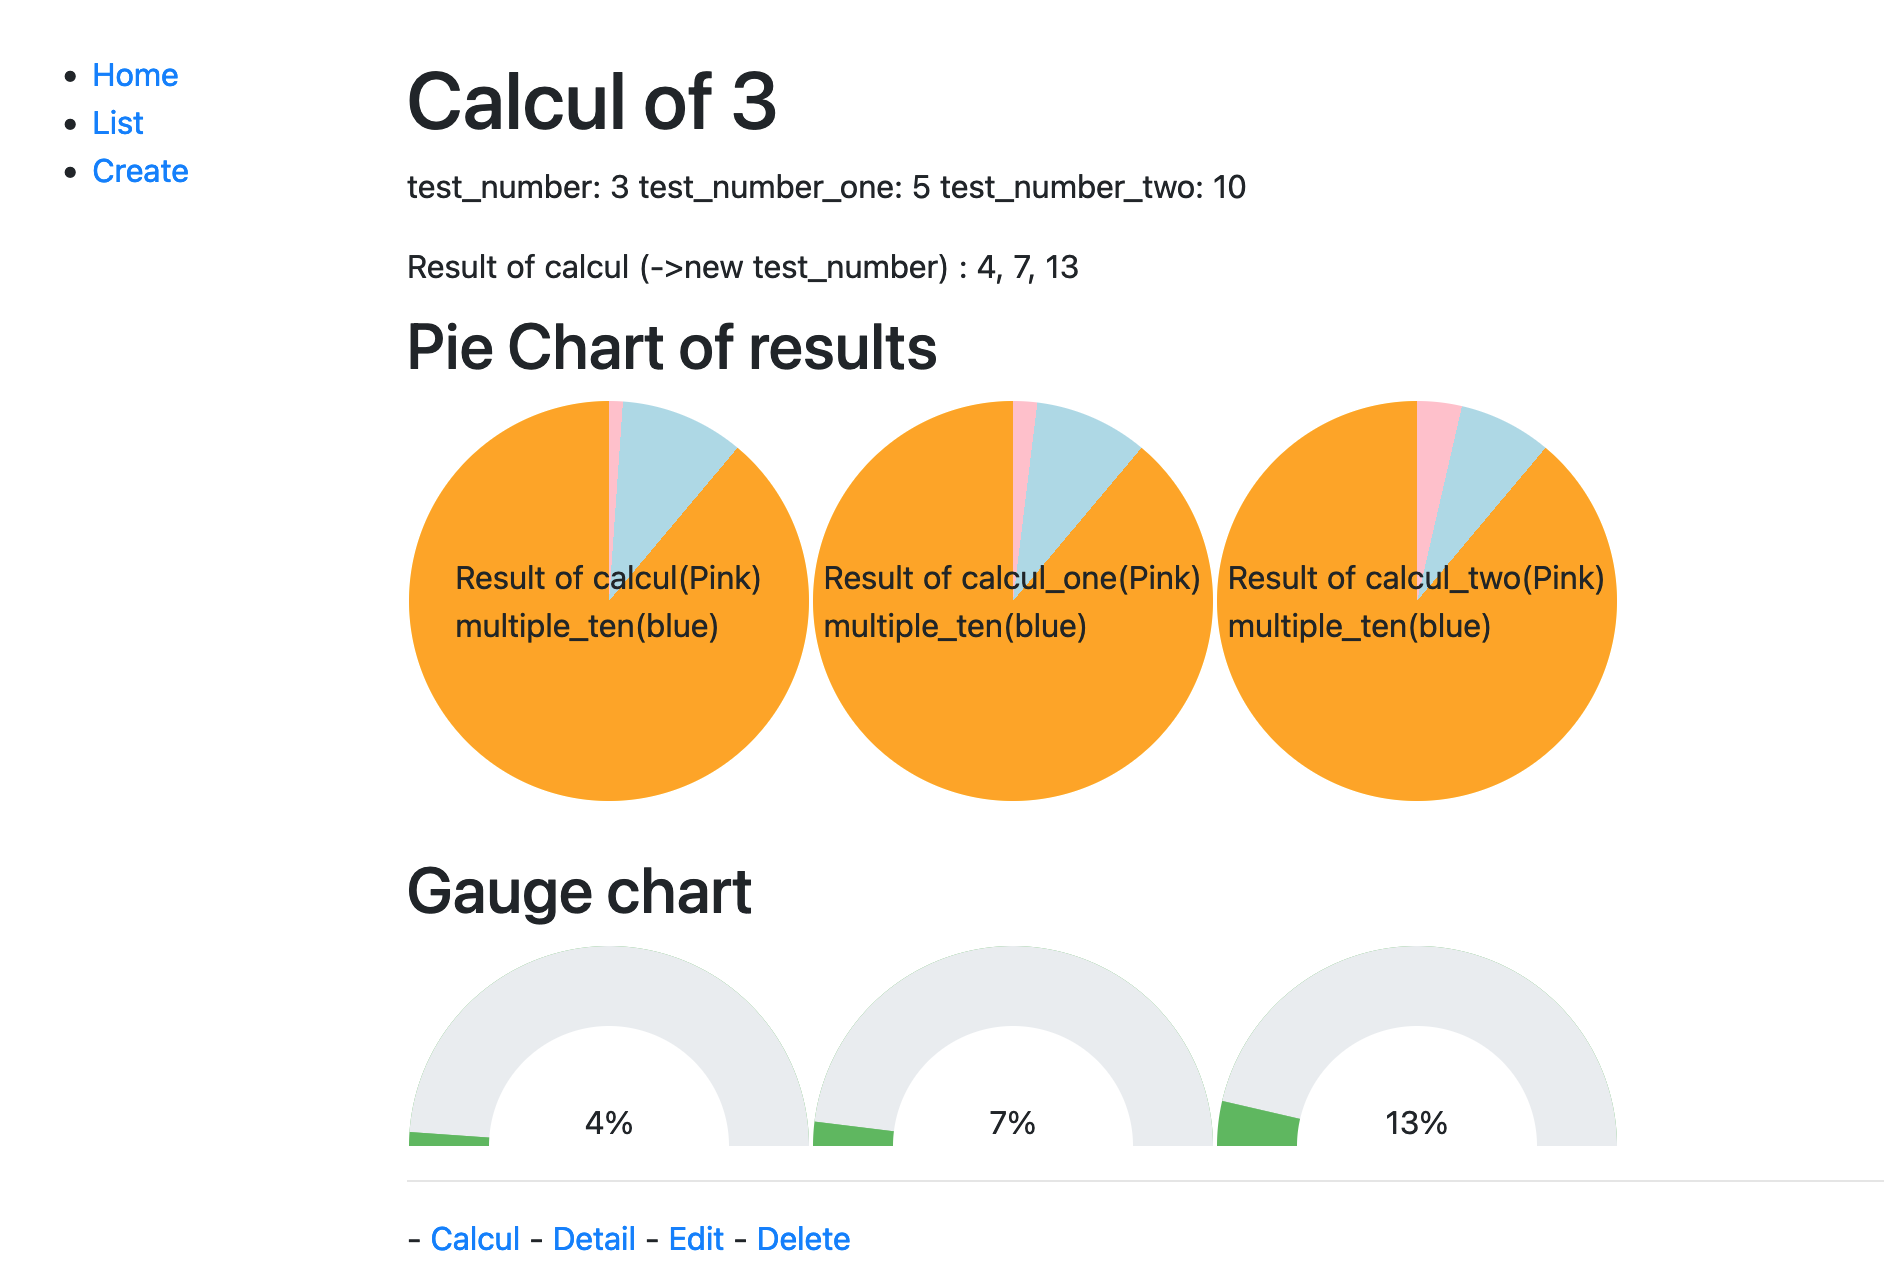 Home
List
Create
Calcul of 3
test_number: 3 test_number_one: 5 test_number_two: 10
Result of calcul (->new test_number) : 4, 7, 13
Pie Chart of results
Result of calcul(Pink)
multiple_ten(blue)
Result of calcul_one(Pink)
multiple_ten(blue)
Result of calcul_two(Pink)
multiple_ten(blue)
Gauge chart
4%
7%
13%
- Calcul - Detail - Edit - Delete